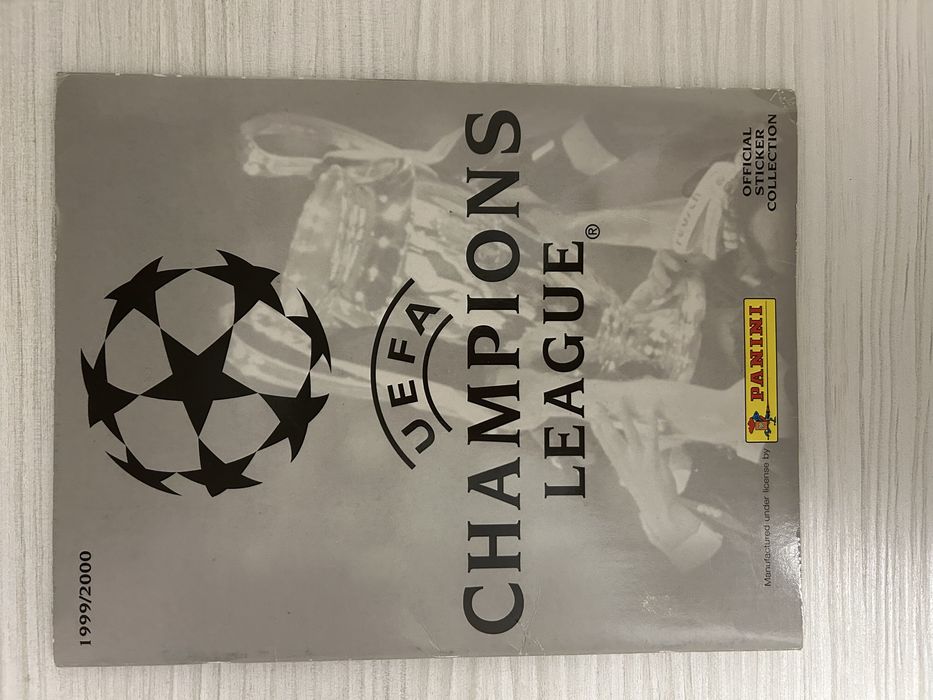 1999/2000
UEFA
CHAMPIONS
LEAGUE®
OFFICIAL
STICKER
COLLECTION
Manufactured under license by
PANINI